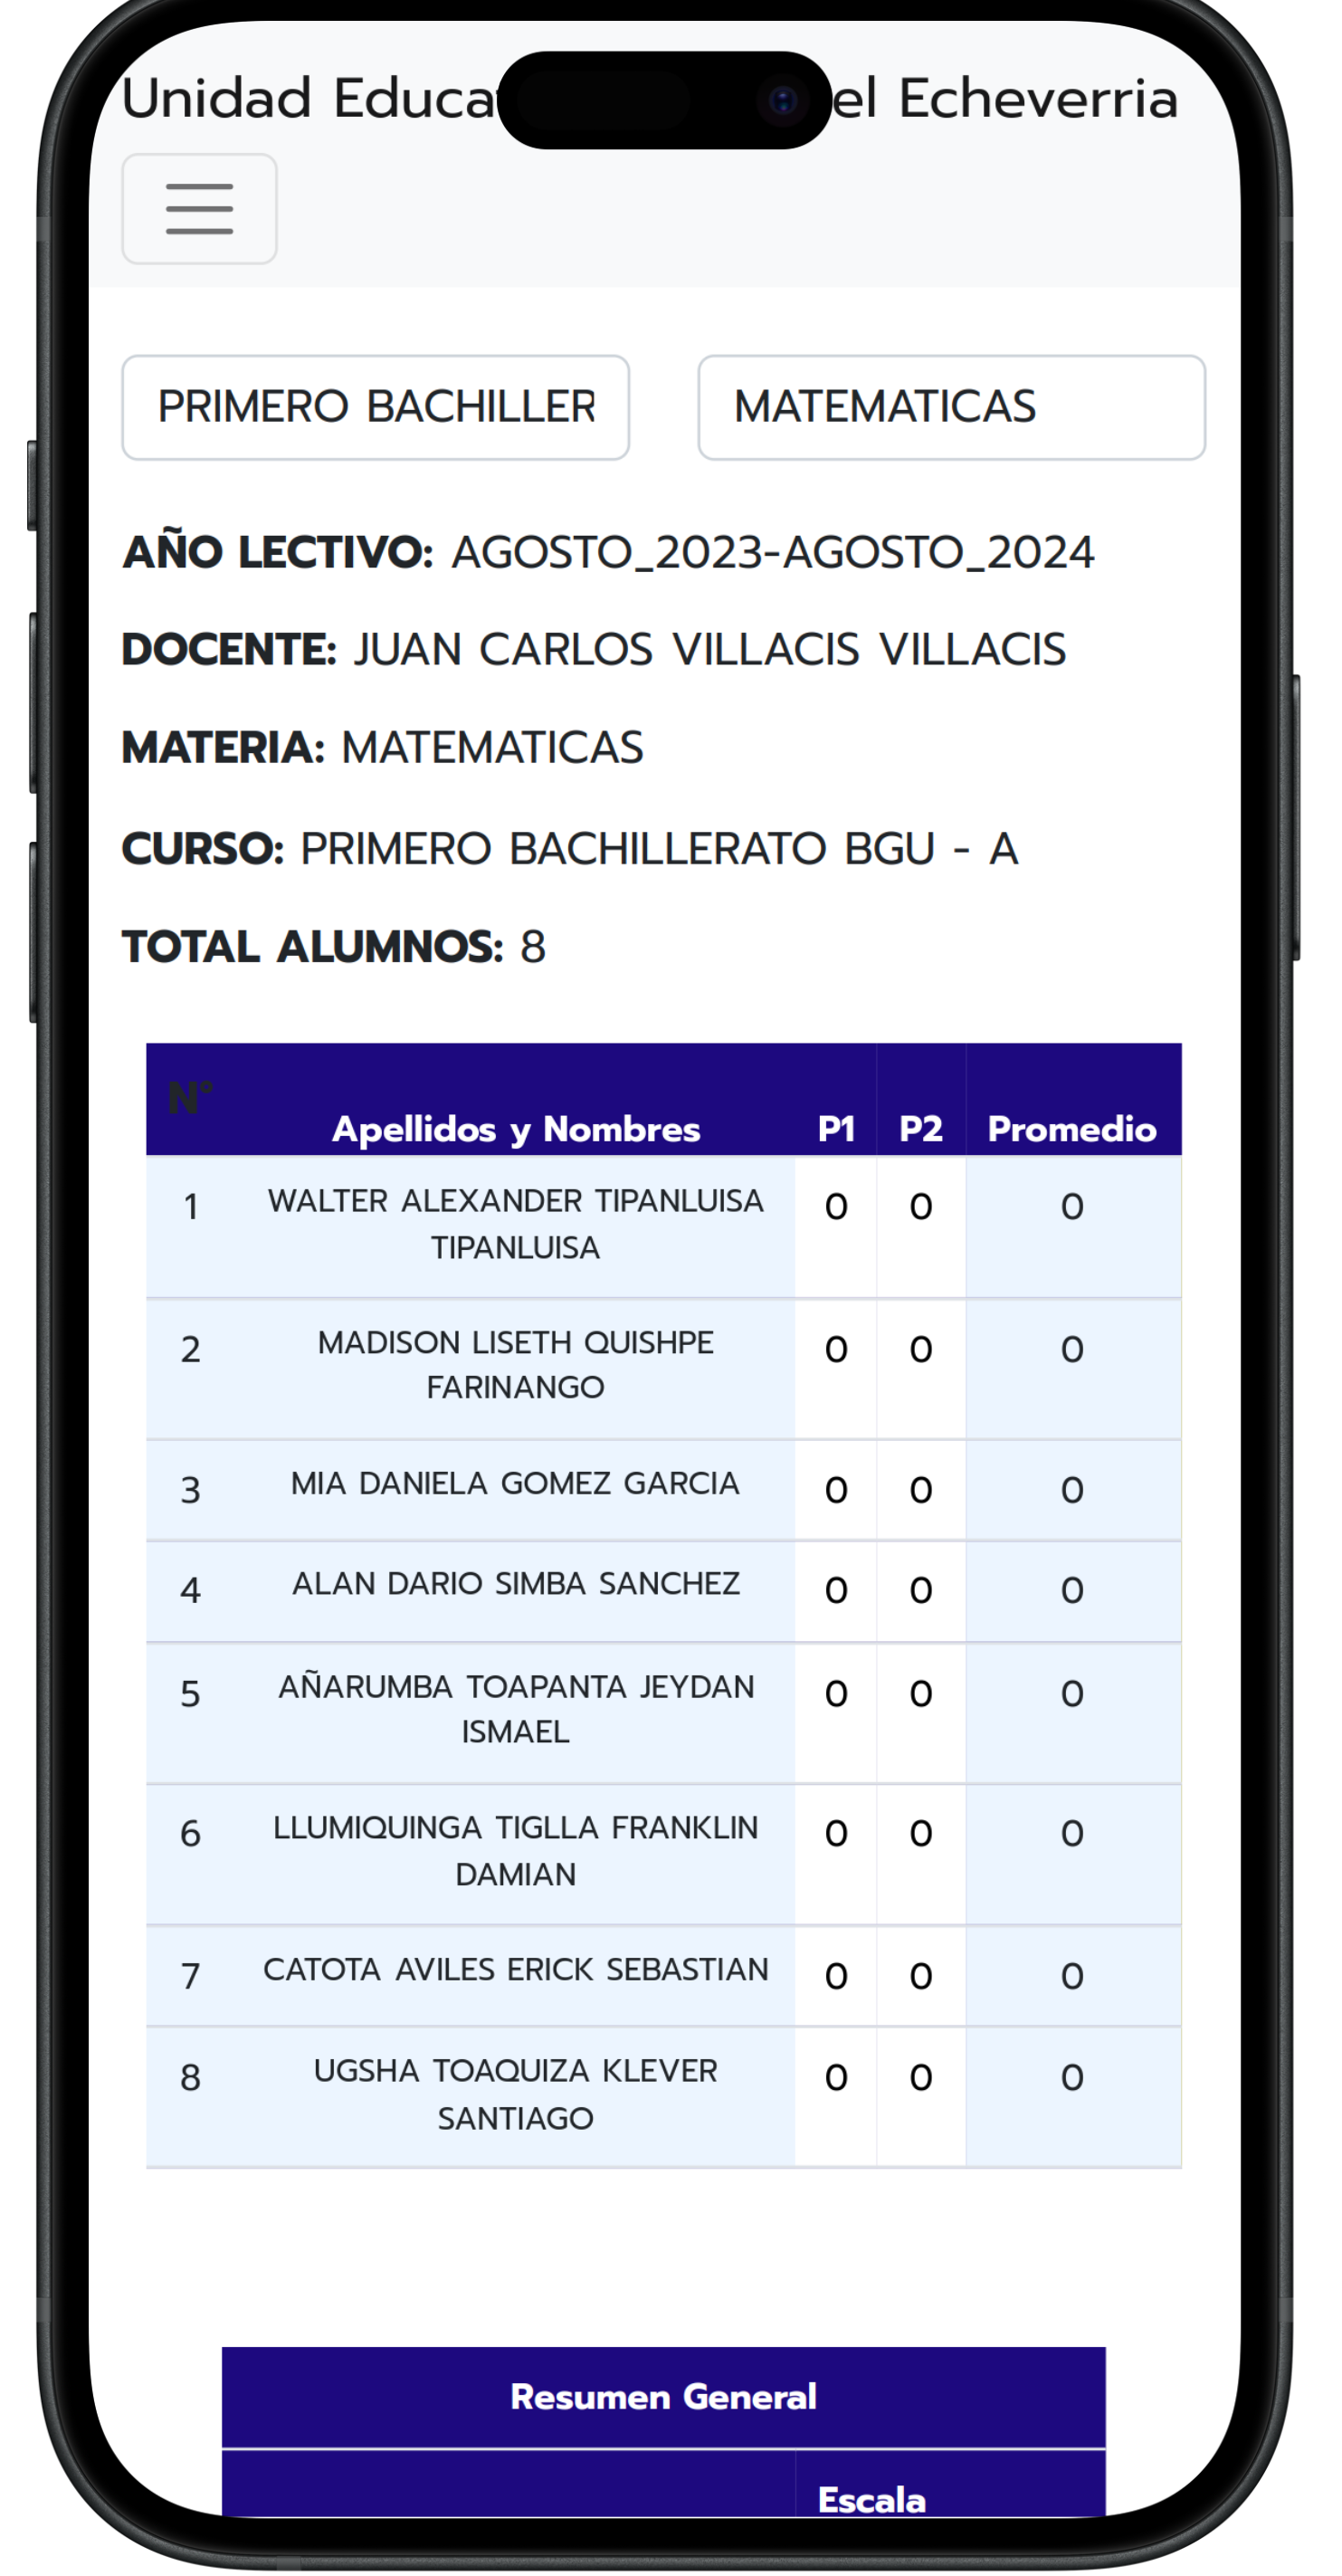 Unidad Educa el Echeverria
PRIMERO BACHILLER MATEMATICAS
AÑO LECTIVO: AGOSTO_2023-AGOSTO_2024
DOCENTE: JUAN CARLOS VILLACIS VILLACIS
MATERIA: MATEMATICAS
CURSO: PRIMERO BACHILLERATO BGU - A
TOTAL ALUMNOS: 8
N° Apellidos y Nombres P1 P2 Promedio
1 WALTER ALEXANDER TIPANLUISA 0 0 0
TIPANLUISA
2 MADISON LISETH QUISHPE 0 0 0
FARINANGO
3 MIA DANIELA GOMEZ GARCIA 0 0 0
4 ALAN DARIO SIMBA SANCHEZ 0 0 0
5 AÑARUMBA TOAPANTA JEYDAN 0 0 0
ISMAEL
6 LLUMIQUINGA TIGLLA FRANKLIN 0 0 0
DAMIAN
7 CATOTA AVILES ERICK SEBASTIAN 0 0 0
8 UGSHA TOAQUIZA KLEVER 0 0 0
SANTIAGO
Resumen General
Escala